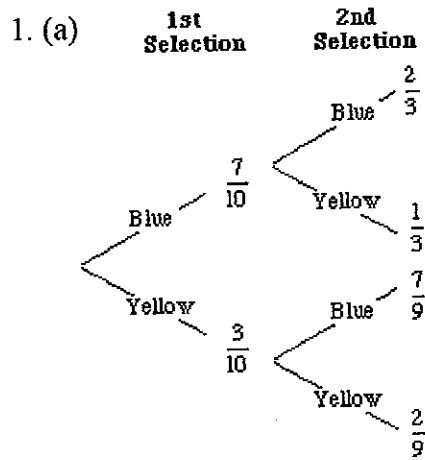 1. (a)
1st Selection
2nd Selection
Blue
2/3
7/10
Blue
Yellow
1/3
Yellow
3/10
Blue
7/9
Yellow
2/9